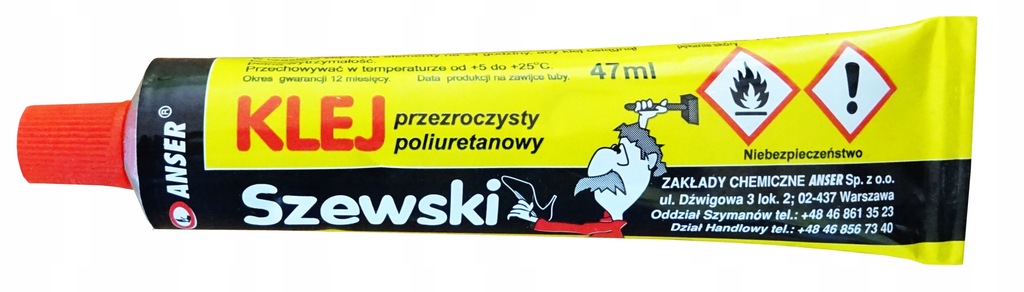 Przechowywać w temperaturze od +5 do +25°C.
Okres gwarancji 12 miesięcy. Data produkcji na zawijce tuby.
47ml
KLEJ
przezroczysty
poliuretanowy
Szewski
ANSER®
Niebezpieczeństwo
ZAKŁADY CHEMICZNE ANSER Sp. z o.o.
ul. Dźwigowa 3 lok. 2; 02-437 Warszawa
Oddział Szymanów tel.: +48 46 861 35 23
Dział Handlowy tel.: +48 46 856 73 40